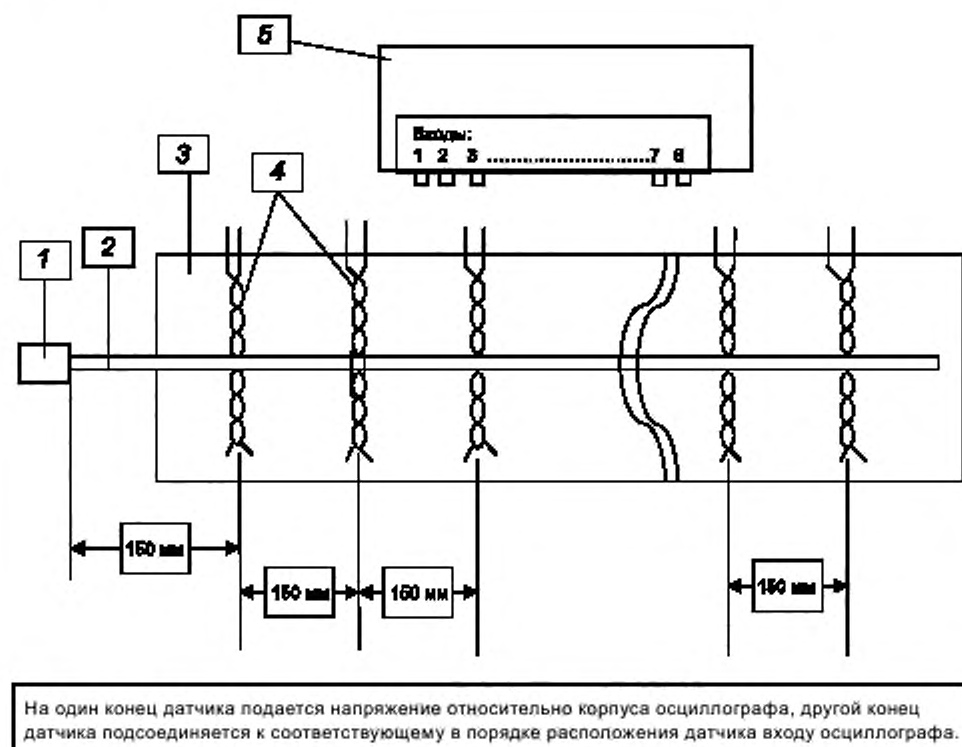 5
Входы:
1 2 3 ............................. 7 8
3
4
1
2
150 мм
150 мм
150 мм
150 мм
На один конец датчика подается напряжение относительно корпуса осциллографа, другой конец
датчика подсоединяется к соответствующему в порядке расположения датчика входу осциллографа.